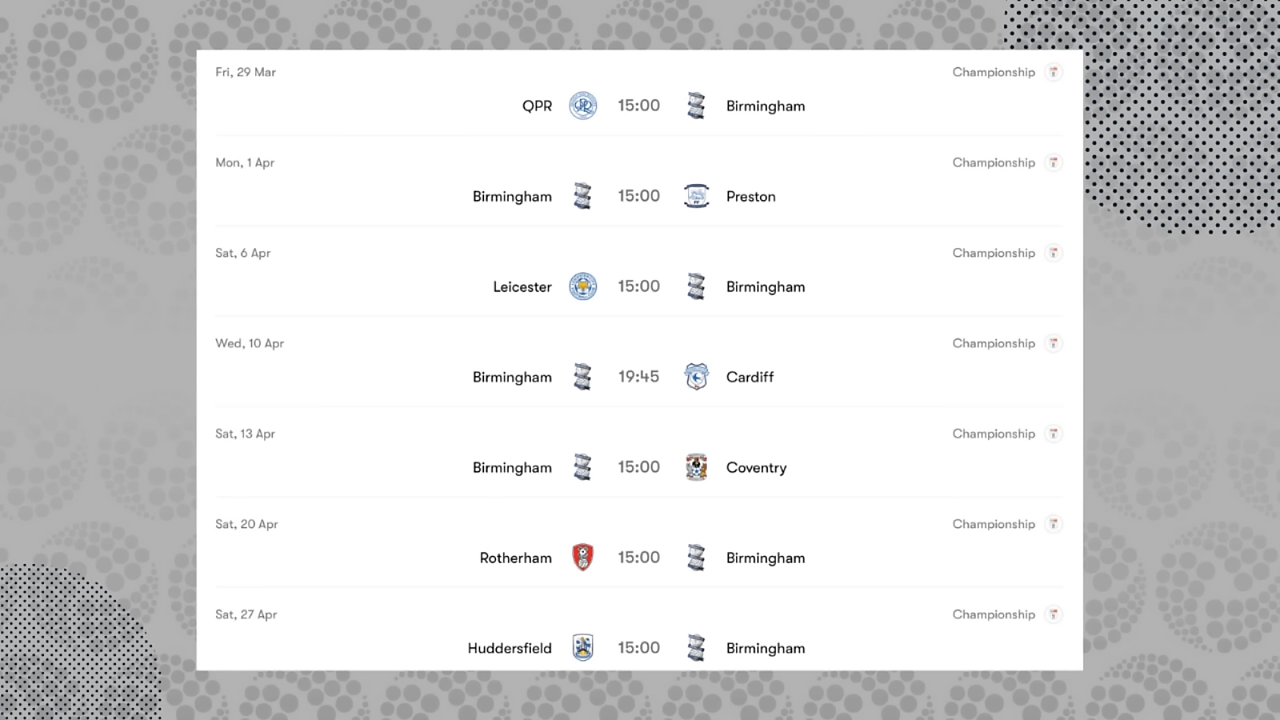 Fri, 29 Mar Championship
QPR 15:00 Birmingham
Mon, 1 Apr Championship
Birmingham 15:00 Preston
Sat, 6 Apr Championship
Leicester 15:00 Birmingham
Wed, 10 Apr Championship
Birmingham 19:45 Cardiff
Sat, 13 Apr Championship
Birmingham 15:00 Coventry
Sat, 20 Apr Championship
Rotherham 15:00 Birmingham
Sat, 27 Apr Championship
Huddersfield 15:00 Birmingham